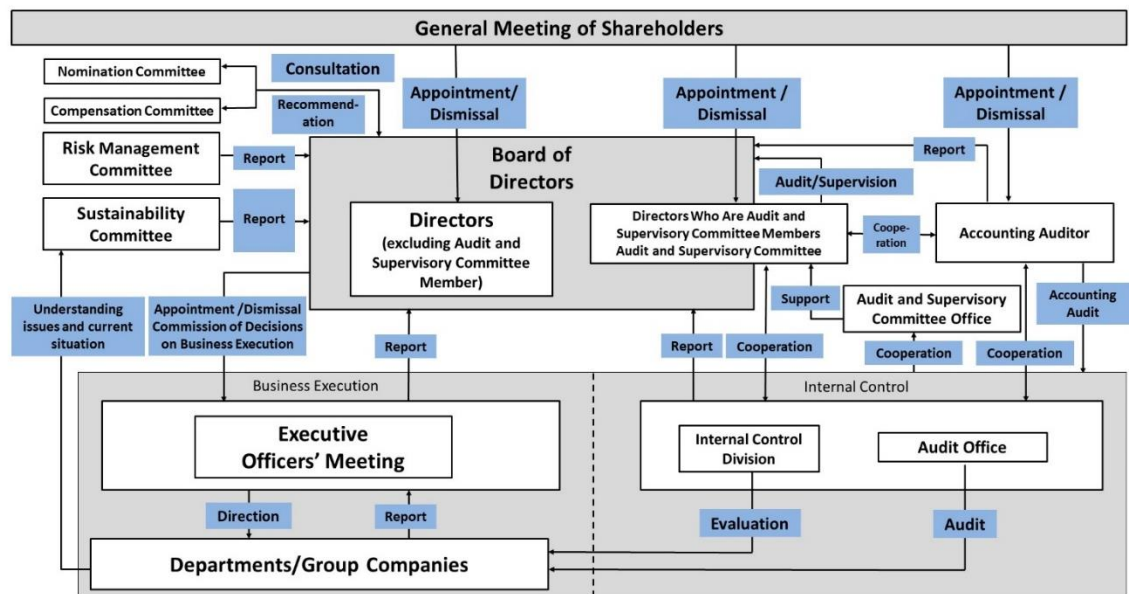 General Meeting of Shareholders
Nomination Committee
Consultation
Compensation Committee
Recommend-
ation
Appointment/
Dismissal
Appointment /
Dismissal
Appointment /
Dismissal
Risk Management
Committee
Report
Board of
Directors
Report
Audit/Supervision
Sustainability
Committee
Report
Directors
(excluding Audit and
Supervisory Committee
Member)
Directors Who Are Audit and
Supervisory Committee Members
Audit and Supervisory Committee
Coope-
ration
Accounting Auditor
Understanding
issues and current
situation
Appointment /Dismissal
Commission of Decisions
on Business Execution
Report
Report
Cooperation
Support
Audit and Supervisory
Committee Office
Cooperation
Cooperation
Accounting
Audit
Business Execution
Internal Control
Executive
Officers’ Meeting
Internal Control
Division
Audit Office
Direction
Report
Evaluation
Audit
Departments/Group Companies